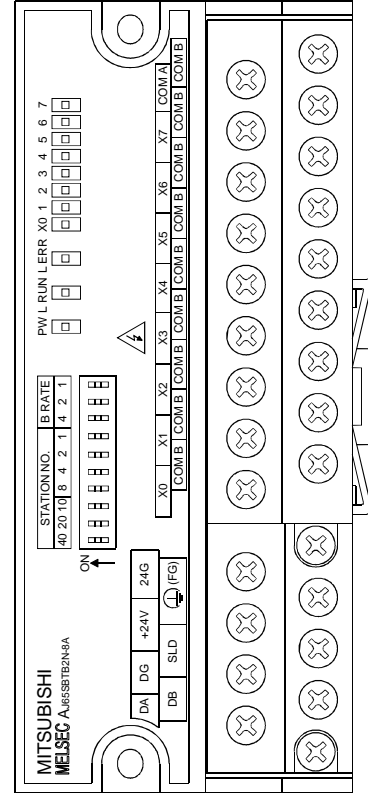 MITSUBISHI
MELSEC AJ65SBTB2N-8A
PW L RUN L ERR X0 1 2 3 4 5 6 7
STATION NO. B RATE
40 20 10 8 4 2 1 4 2 1
ON
X0 X1 X2 X3 X4 X5 X6 X7 COM A
COM B COM B COM B COM B COM B COM B COM B COM B COM B
DA DG +24V 24G
DB SLD (FG)